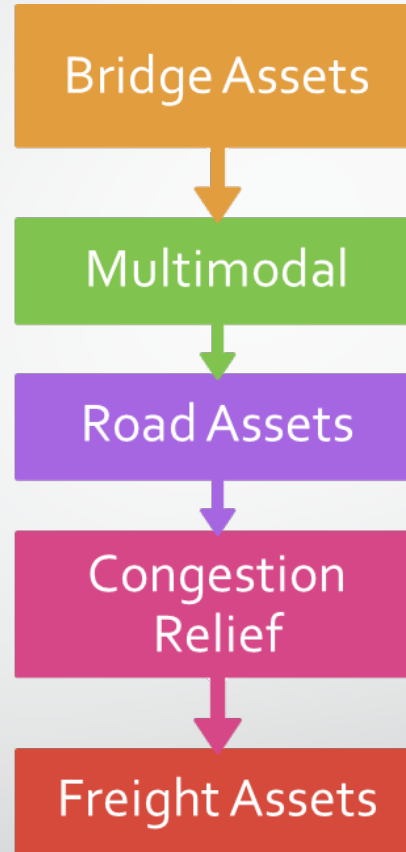 Bridge Assets
Multimodal
Road Assets
Congestion
Relief
Freight Assets